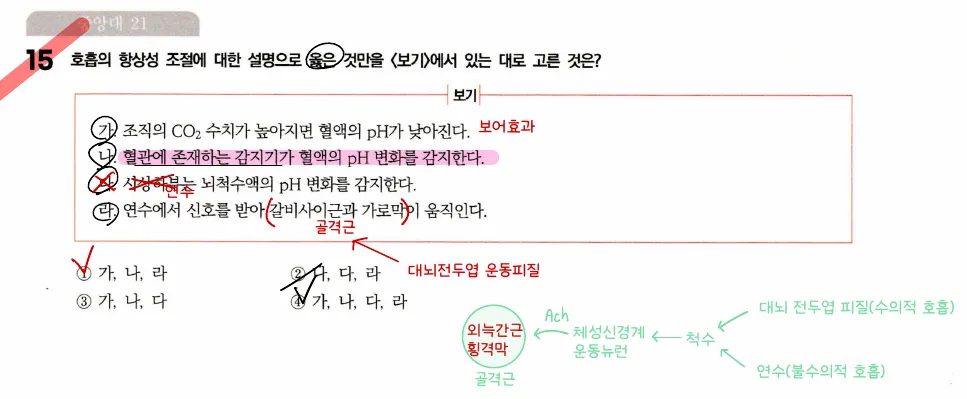 중앙대 21
15 호흡의 항상성 조절에 대한 설명으로 옳은 것만을 <보기>에서 있는 대로 고른 것은?
보기
가. 조직의 CO₂ 수치가 높아지면 혈액의 pH가 낮아진다. 보어효과
나. 혈관에 존재하는 감지기가 혈액의 pH 변화를 감지한다.
다. 시상하부는 뇌척수액의 pH 변화를 감지한다.
연수
라. 연수에서 신호를 받아 (갈비사이근과 가로막)이 움직인다.
골격근
대뇌전두엽 운동피질
① 가, 나, 라 ② 나, 다, 라
③ 가, 나, 다 ④ 가, 나, 다, 라
대뇌 전두엽 피질(수의적 호흡)
Ach
외늑간근 체성신경계 척수
횡격막 운동뉴런
골격근
연수(불수의적 호흡)